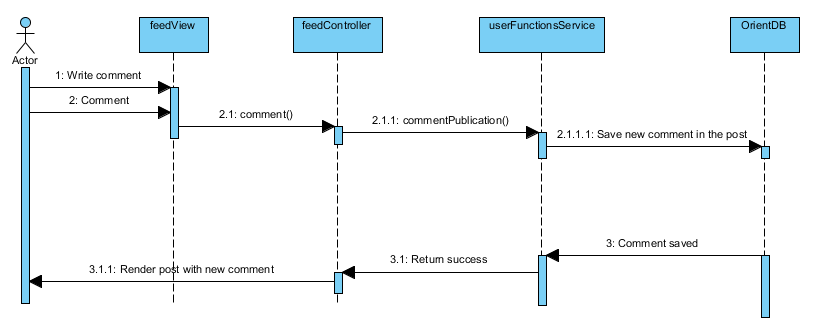 feedView
feedController
userFunctionsService
OrientDB
Actor
1: Write comment
2: Comment
2.1: comment()
2.1.1: commentPublication()
2.1.1.1: Save new comment in the post
3: Comment saved
3.1: Return success
3.1.1: Render post with new comment